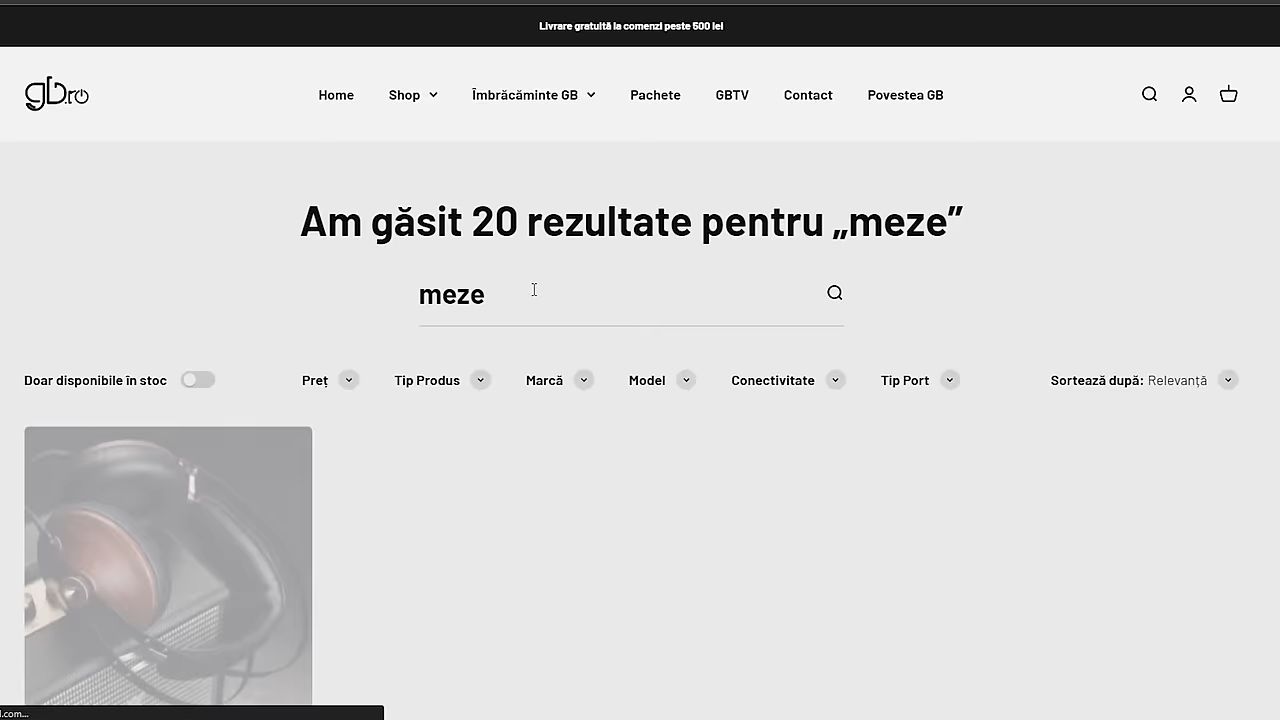 Livrare gratuită la comenzi peste 500 lei
gb.ro
Home
Shop
Îmbrăcăminte GB
Pachete
GBTV
Contact
Povestea GB
Am găsit 20 rezultate pentru „meze”
meze
Doar disponibile în stoc
Preț
Tip Produs
Marcă
Model
Conectivitate
Tip Port
Sortează după: Relevanță
l.com...